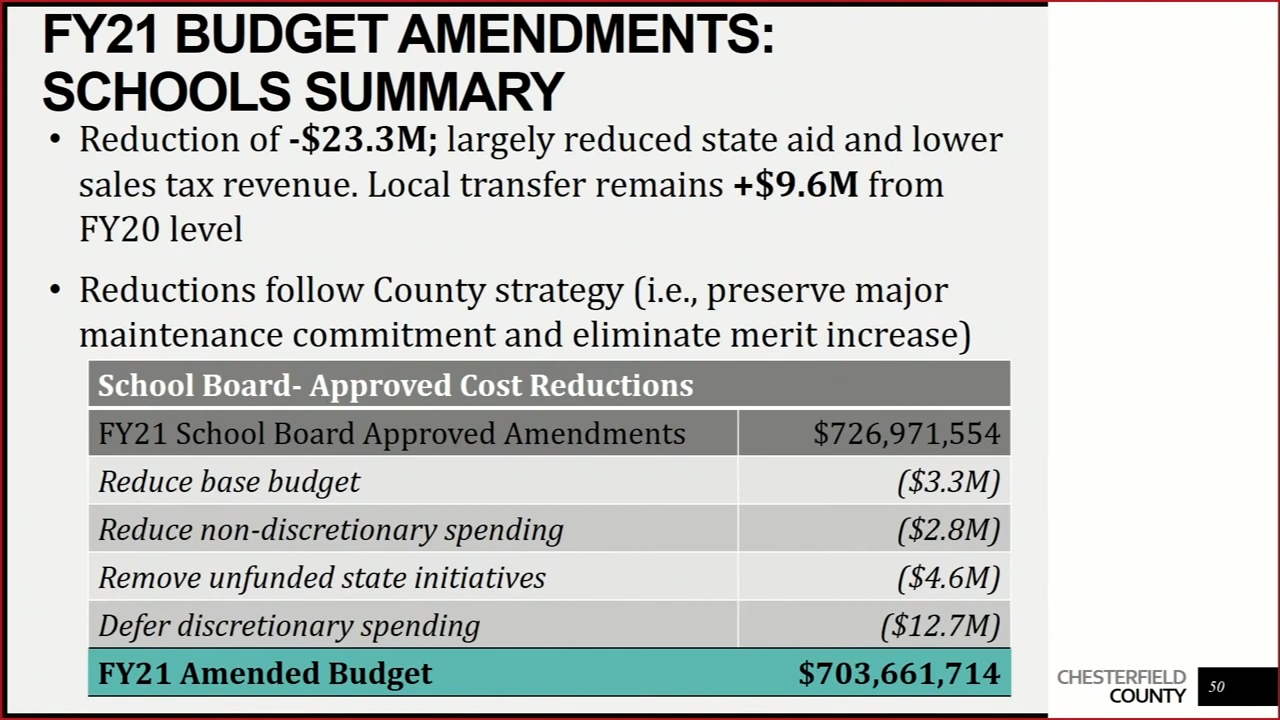 FY21 BUDGET AMENDMENTS:
SCHOOLS SUMMARY
• Reduction of -$23.3M; largely reduced state aid and lower
sales tax revenue. Local transfer remains +$9.6M from
FY20 level
• Reductions follow County strategy (i.e., preserve major
maintenance commitment and eliminate merit increase)
School Board- Approved Cost Reductions
FY21 School Board Approved Amendments $726,971,554
Reduce base budget ($3.3M)
Reduce non-discretionary spending ($2.8M)
Remove unfunded state initiatives ($4.6M)
Defer discretionary spending ($12.7M)
FY21 Amended Budget $703,661,714
CHESTERFIELD
COUNTY
50